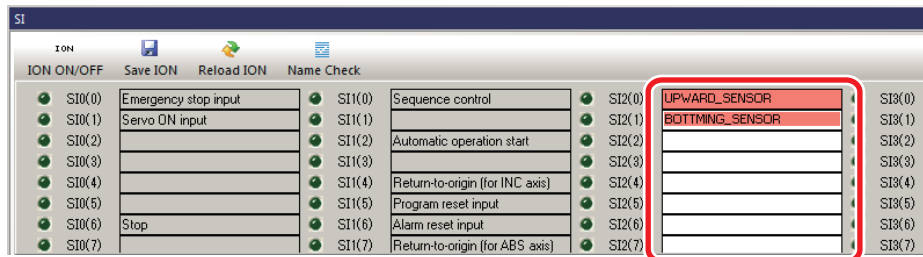 SI
ION
ION ON/OFF Save ION Reload ION Name Check
SI0(0) Emergency stop input SI1(0) Sequence control SI2(0) UPWARD_SENSOR SI3(0)
SI0(1) Servo ON input SI1(1) SI2(1) BOTTMING_SENSOR SI3(1)
SI0(2) SI1(2) Automatic operation start SI2(2) SI3(2)
SI0(3) SI1(3) SI2(3) SI3(3)
SI0(4) SI1(4) Return-to-origin (for INC axis) SI2(4) SI3(4)
SI0(5) SI1(5) Program reset input SI2(5) SI3(5)
SI0(6) Stop SI1(6) Alarm reset input SI2(6) SI3(6)
SI0(7) SI1(7) Return-to-origin (for ABS axis) SI2(7) SI3(7)